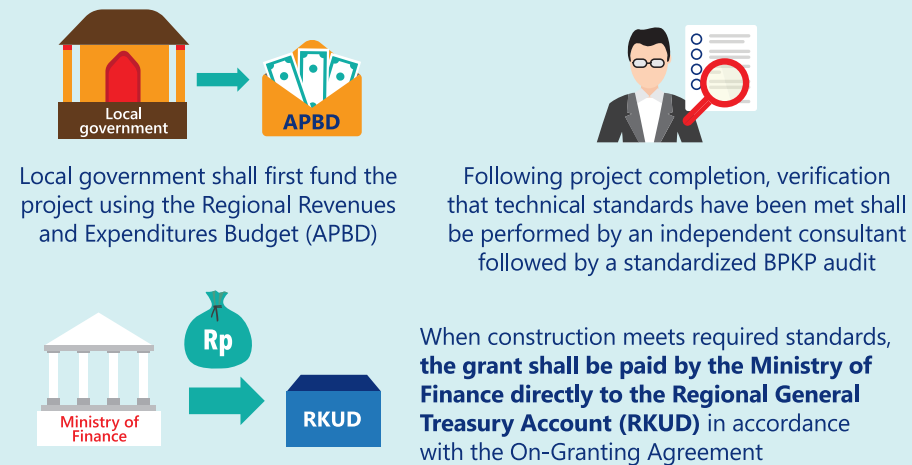 Local
government
APBD
Local government shall first fund the
project using the Regional Revenues
and Expenditures Budget (APBD)
Following project completion, verification
that technical standards have been met shall
be performed by an independent consultant
followed by a standardized BPKP audit
Ministry of
Finance
Rp
RKUD
When construction meets required standards,
the grant shall be paid by the Ministry of
Finance directly to the Regional General
Treasury Account (RKUD) in accordance
with the On-Granting Agreement